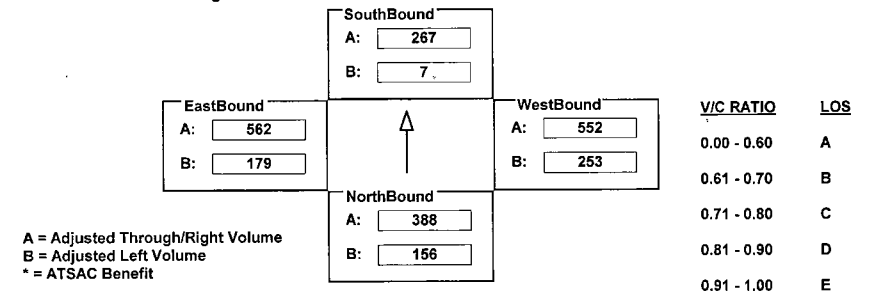 SouthBound
A: 267
B: 7
EastBound
A: 562
B: 179
WestBound
A: 552
B: 253
NorthBound
A: 388
B: 156
A = Adjusted Through/Right Volume
B = Adjusted Left Volume
* = ATSAC Benefit
V/C RATIO LOS
0.00 - 0.60 A
0.61 - 0.70 B
0.71 - 0.80 C
0.81 - 0.90 D
0.91 - 1.00 E